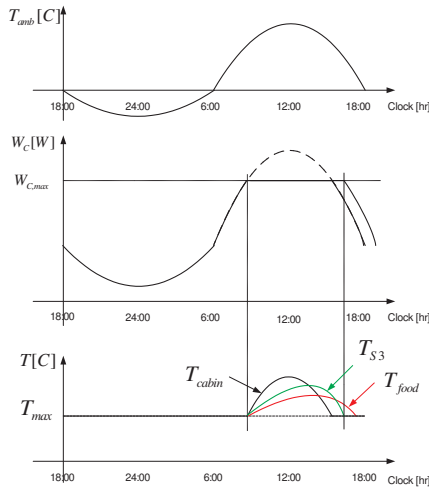 T_amb [C]
18:00 24:00 6:00 12:00 18:00 Clock [hr]
W_C [W]
W_C,max
18:00 24:00 6:00 12:00 18:00 Clock [hr]
T [C]
T_cabin
T_S3
T_food
T_max
18:00 24:00 6:00 12:00 18:00 Clock [hr]